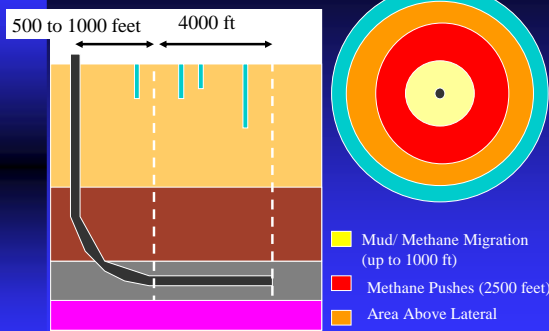 500 to 1000 feet
4000 ft
Mud/ Methane Migration
(up to 1000 ft)
Methane Pushes (2500 feet)
Area Above Lateral